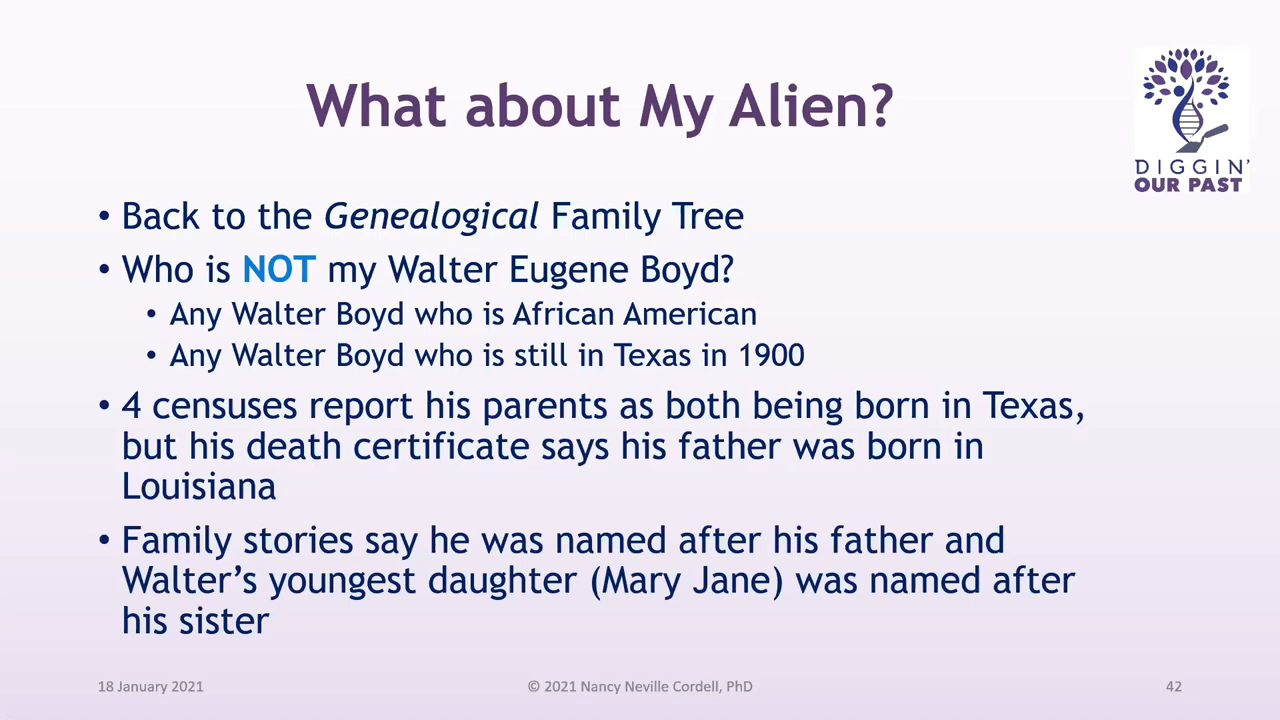 What about My Alien?
DIGGIN'
OUR PAST
• Back to the Genealogical Family Tree
• Who is NOT my Walter Eugene Boyd?
• Any Walter Boyd who is African American
• Any Walter Boyd who is still in Texas in 1900
• 4 censuses report his parents as both being born in Texas,
but his death certificate says his father was born in
Louisiana
• Family stories say he was named after his father and
Walter’s youngest daughter (Mary Jane) was named after
his sister
18 January 2021
© 2021 Nancy Neville Cordell, PhD
42